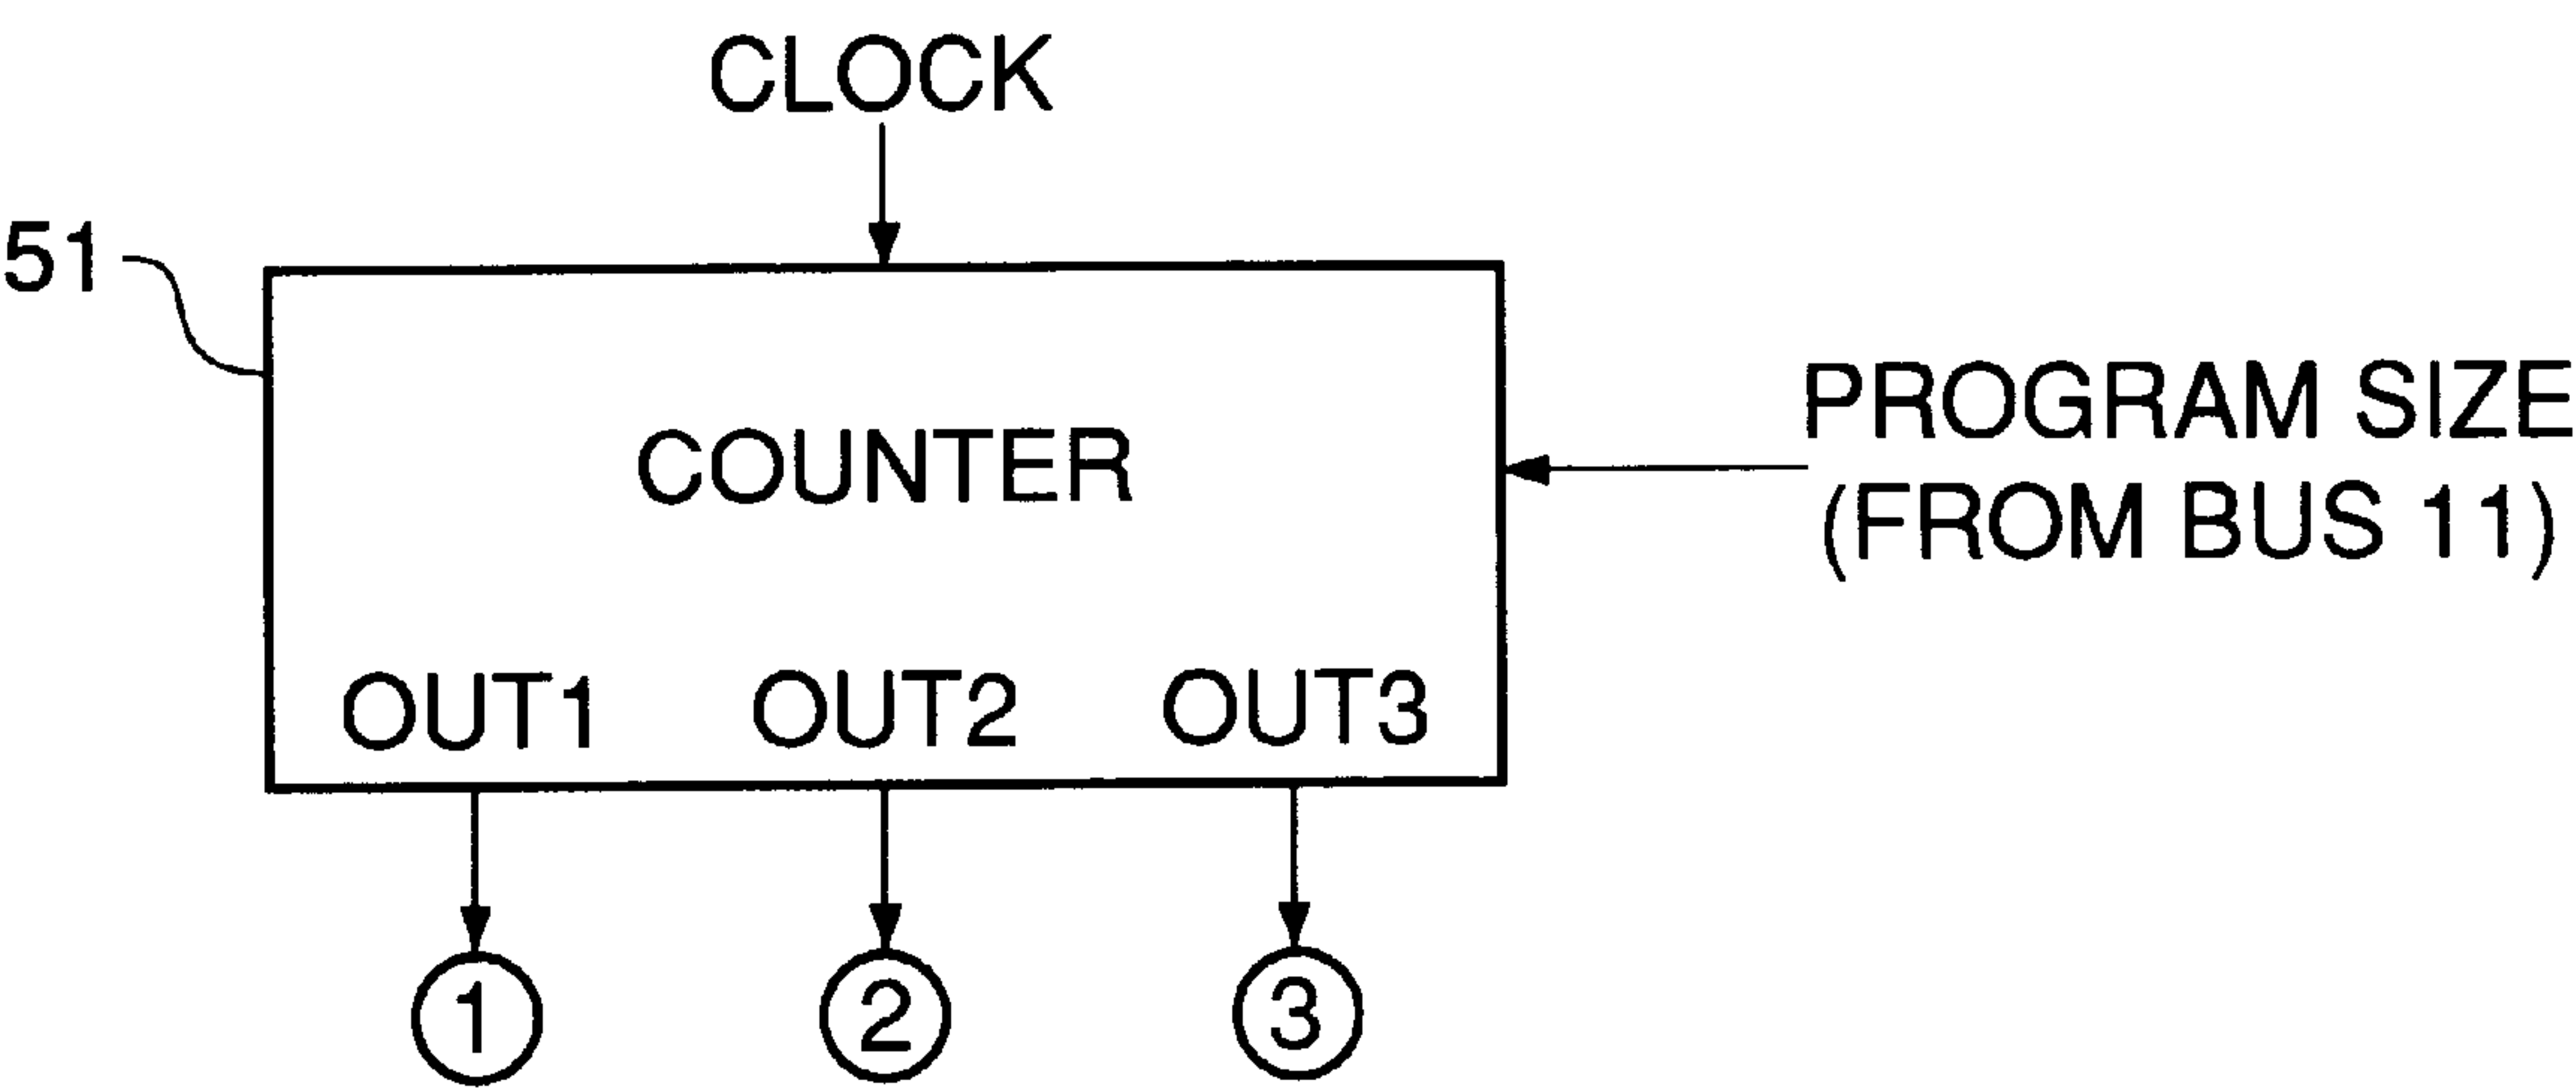 CLOCK
51
COUNTER
PROGRAM SIZE
(FROM BUS 11)
OUT1 OUT2 OUT3
1 2 3